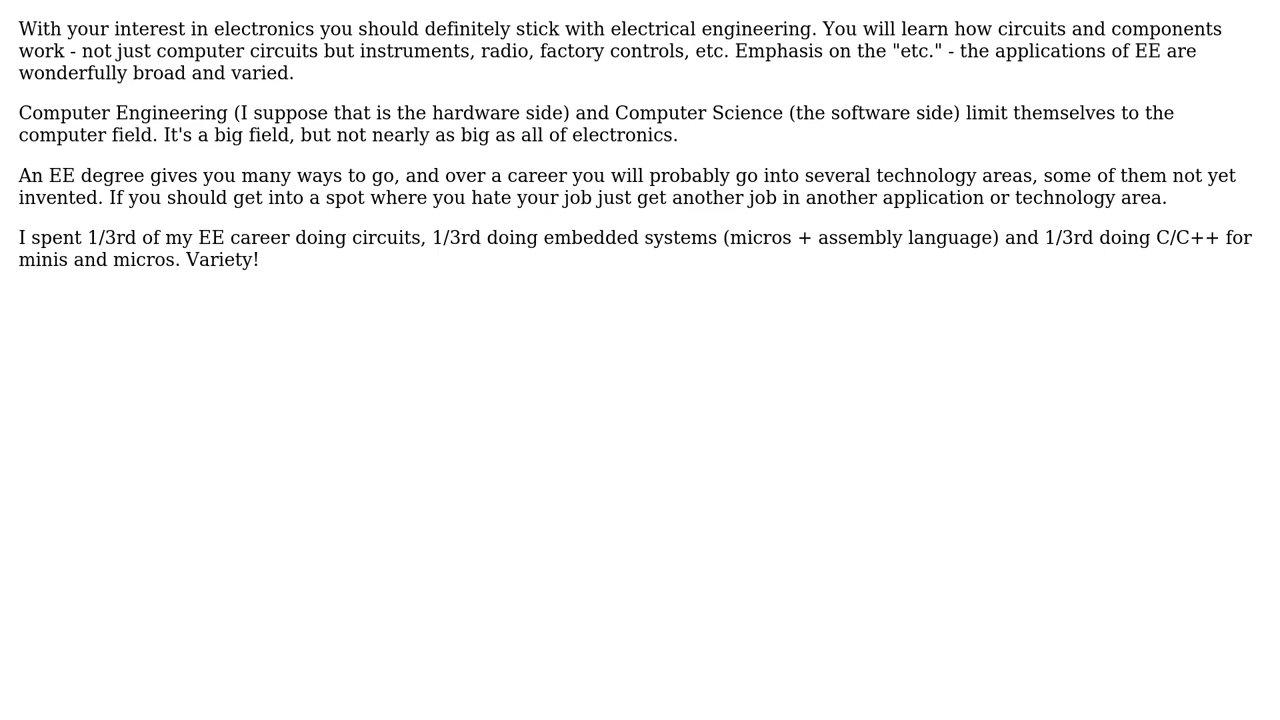 With your interest in electronics you should definitely stick with electrical engineering. You will learn how circuits and components
work - not just computer circuits but instruments, radio, factory controls, etc. Emphasis on the "etc." - the applications of EE are
wonderfully broad and varied.
Computer Engineering (I suppose that is the hardware side) and Computer Science (the software side) limit themselves to the
computer field. It's a big field, but not nearly as big as all of electronics.
An EE degree gives you many ways to go, and over a career you will probably go into several technology areas, some of them not yet
invented. If you should get into a spot where you hate your job just get another job in another application or technology area.
I spent 1/3rd of my EE career doing circuits, 1/3rd doing embedded systems (micros + assembly language) and 1/3rd doing C/C++ for
minis and micros. Variety!